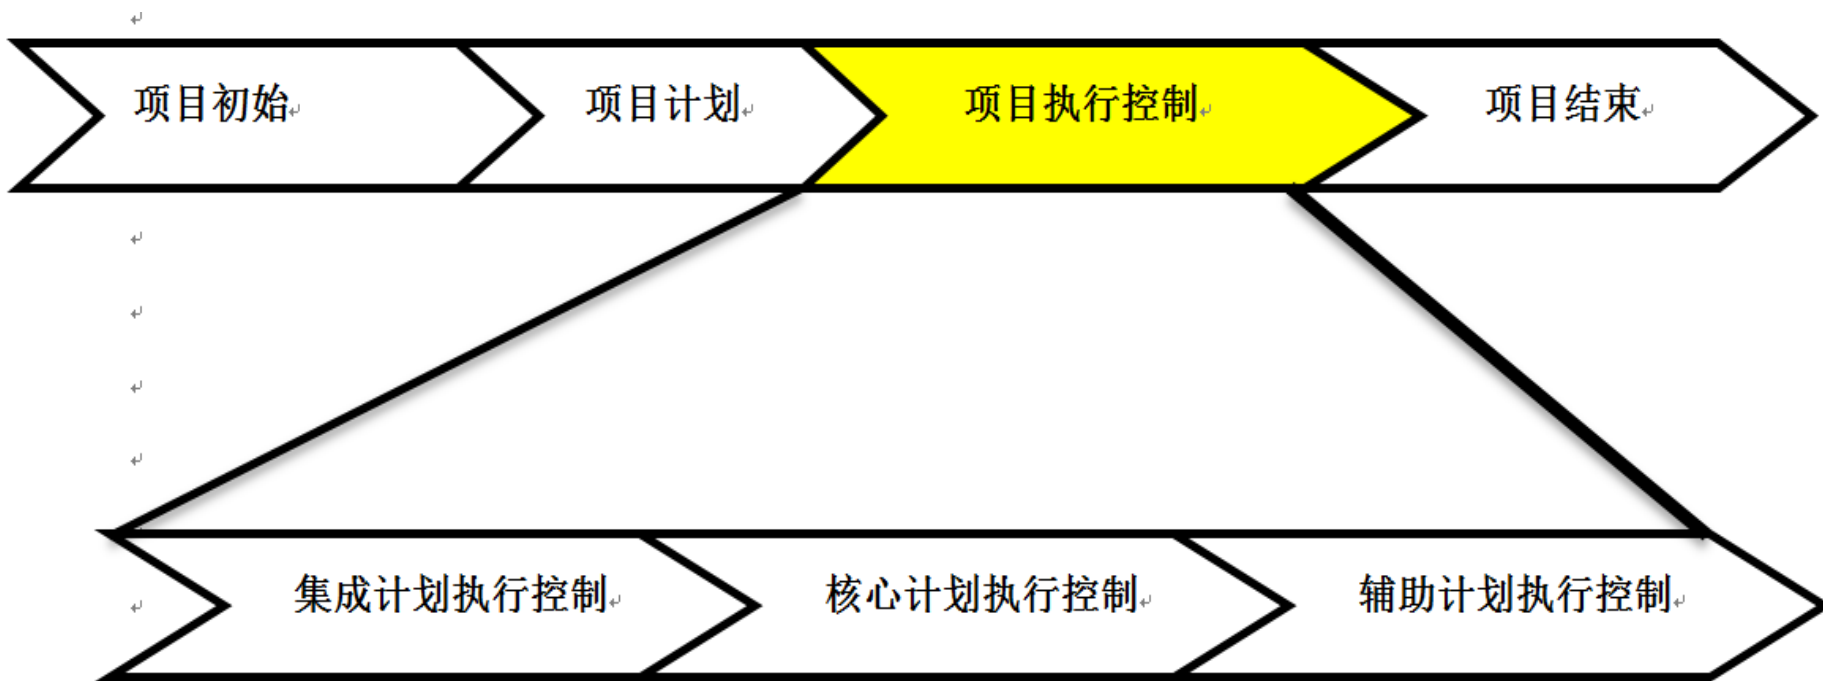 项目初始
项目计划
项目执行控制
项目结束
集成计划执行控制
核心计划执行控制
辅助计划执行控制